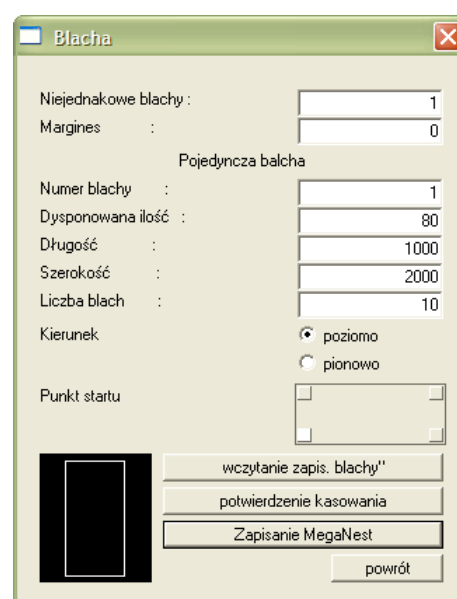 Blacha
Niejednakowe blachy : 1
Margines : 0
Pojedyncza balcha
Numer blachy : 1
Dysponowana ilość : 80
Długość : 1000
Szerokość : 2000
Liczba blach : 10
Kierunek poziomo
pionowo
Punkt startu
wczytanie zapis. blachy"
potwierdzenie kasowania
Zapisanie MegaNest
powrót